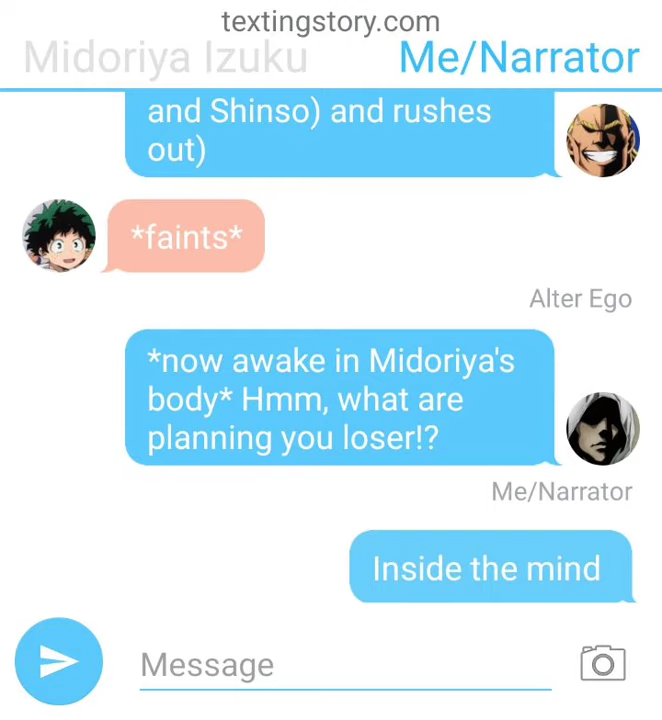 textingstory.com
Midoriya Izuku Me/Narrator
and Shinso) and rushes
out)
*faints*
Alter Ego
*now awake in Midoriya's
body* Hmm, what are
planning you loser!?
Me/Narrator
Inside the mind
Message